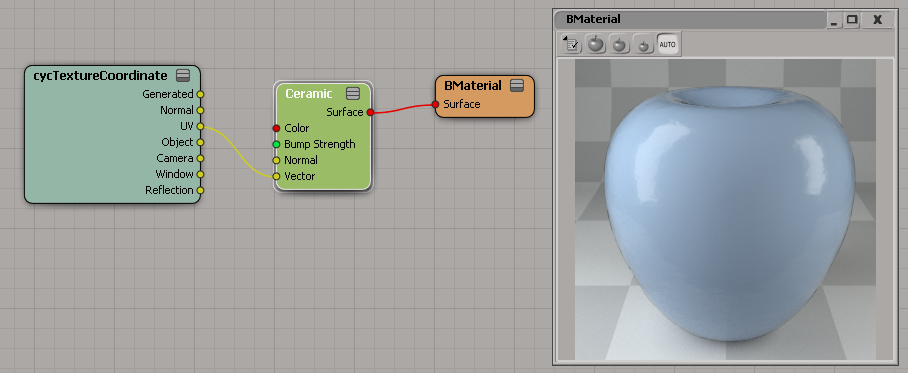 cycTextureCoordinate
Generated
Normal
UV
Object
Camera
Window
Reflection
Ceramic
Surface
Color
Bump Strength
Normal
Vector
BMaterial
Surface
BMaterial
AUTO